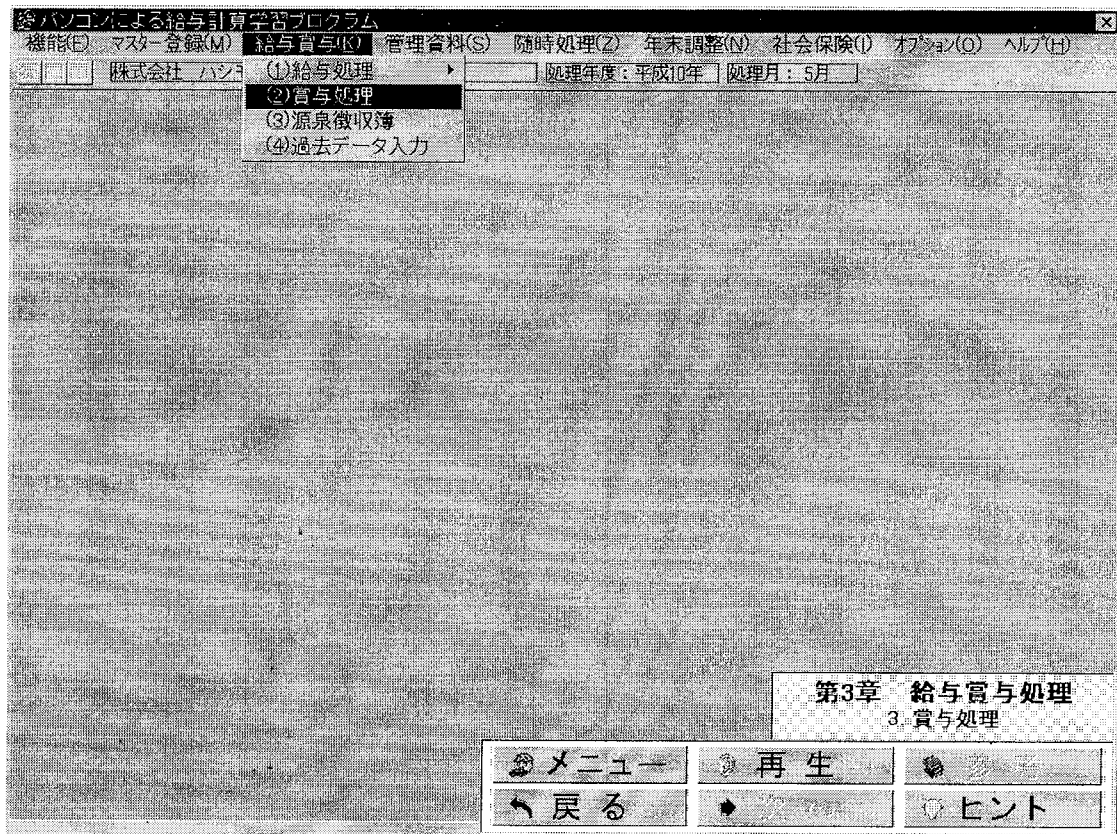 パソコンによる給与計算学習プログラム
機能(F) マスター登録(M) 給与賞与(K) 管理資料(S) 随時処理(Z) 年末調整(N) 社会保険(I) オプション(O) ヘルプ(H)
株式会社 ハシモ 処理年度：平成10年 処理月： 5月
(1)給与処理
(2)賞与処理
(3)源泉徴収簿
(4)過去データ入力
第3章 給与賞与処理
3. 賞与処理
メニュー 再生
戻る ヒント